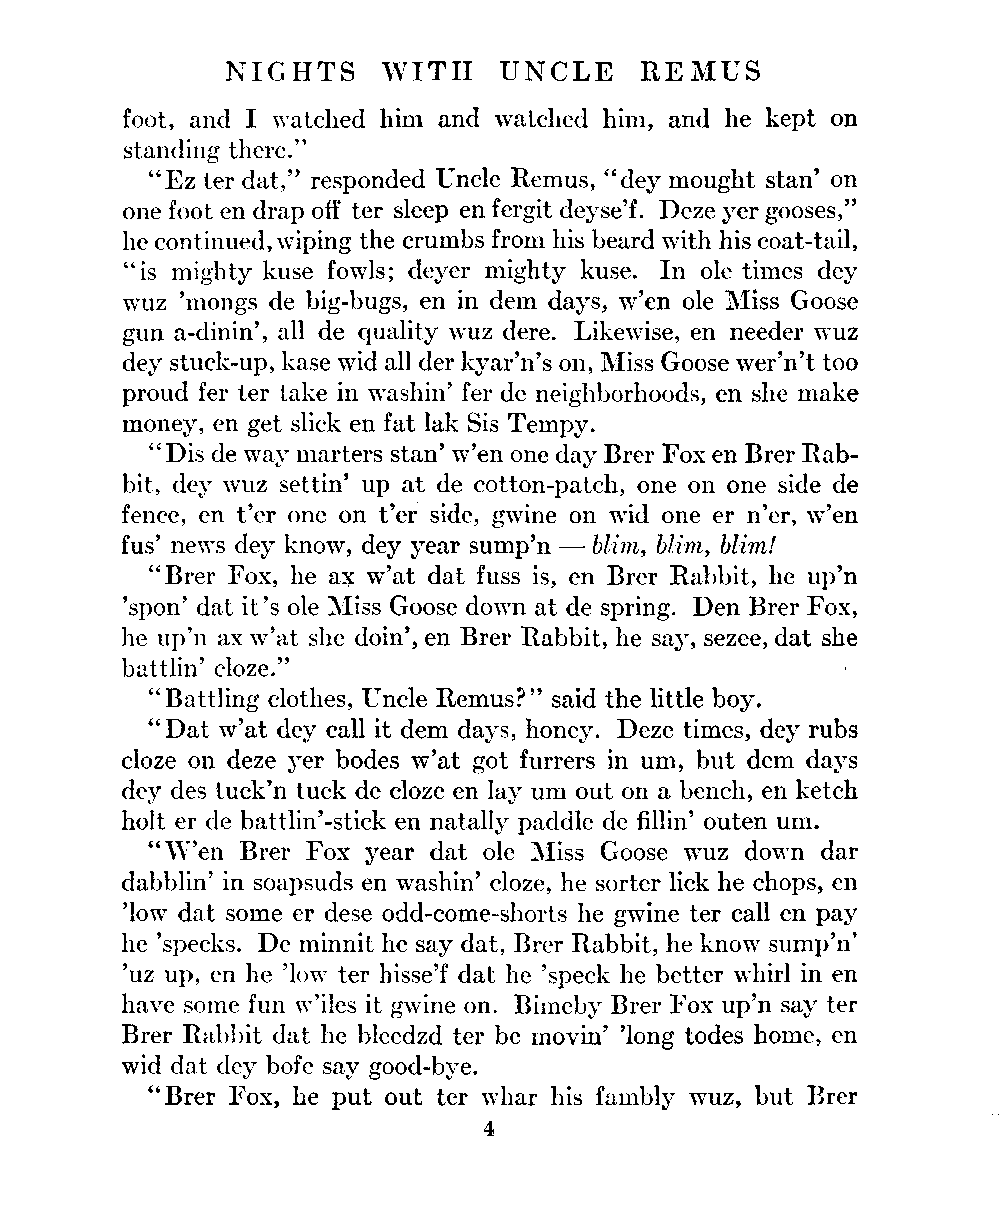 NIGHTS WITH UNCLE REMUS
foot, and I watched him and watched him, and he kept on
standing there.”
“Ez ter dat,” responded Uncle Remus, “dey mought stan’ on
one foot en drap off ter sleep en fergit deyse’f. Deze yer gooses,”
he continued, wiping the crumbs from his beard with his coat-tail,
“is mighty kuse fowls; deyer mighty kuse. In ole times dey
wuz ’mongs de big-bugs, en in dem days, w’en ole Miss Goose
gun a-dinin’, all de quality wuz dere. Likewise, en needer wuz
dey stuck-up, kase wid all der kyar’n’s on, Miss Goose wer’n’t too
proud fer ter take in washin’ fer de neighborhoods, en she make
money, en get slick en fat lak Sis Tempy.
“Dis de way marters stan’ w’en one day Brer Fox en Brer Rab-
bit, dey wuz settin’ up at de cotton-patch, one on one side de
fence, en t’er one on t’er side, gwine on wid one er n’er, w’en
fus’ news dey know, dey year sump’n — blim, blim, blim!
“Brer Fox, he ax w’at dat fuss is, en Brer Rabbit, he up’n
’spon’ dat it’s ole Miss Goose down at de spring. Den Brer Fox,
he up’n ax w’at she doin’, en Brer Rabbit, he say, sezee, dat she
battlin’ cloze.”
“Battling clothes, Uncle Remus?” said the little boy.
“Dat w’at dey call it dem days, honey. Deze times, dey rubs
cloze on deze yer bodes w’at got furrers in um, but dem days
dey des tuck’n tuck de cloze en lay um out on a bench, en ketch
holt er de battlin’-stick en natally paddle de fillin’ outen um.
“W’en Brer Fox year dat ole Miss Goose wuz down dar
dabblin’ in soapsuds en washin’ cloze, he sorter lick he chops, en
’low dat some er dese odd-come-shorts he gwine ter call en pay
he ’specks. De minnit he say dat, Brer Rabbit, he know sump’n’
’uz up, en he ’low ter hisse’f dat he ’speck he better whirl in en
have some fun w’iles it gwine on. Bimeby Brer Fox up’n say ter
Brer Rabbit dat he bleedzd ter be movin’ ’long todes home, en
wid dat dey bofe say good-bye.
“Brer Fox, he put out ter whar his fambly wuz, but Brer
4